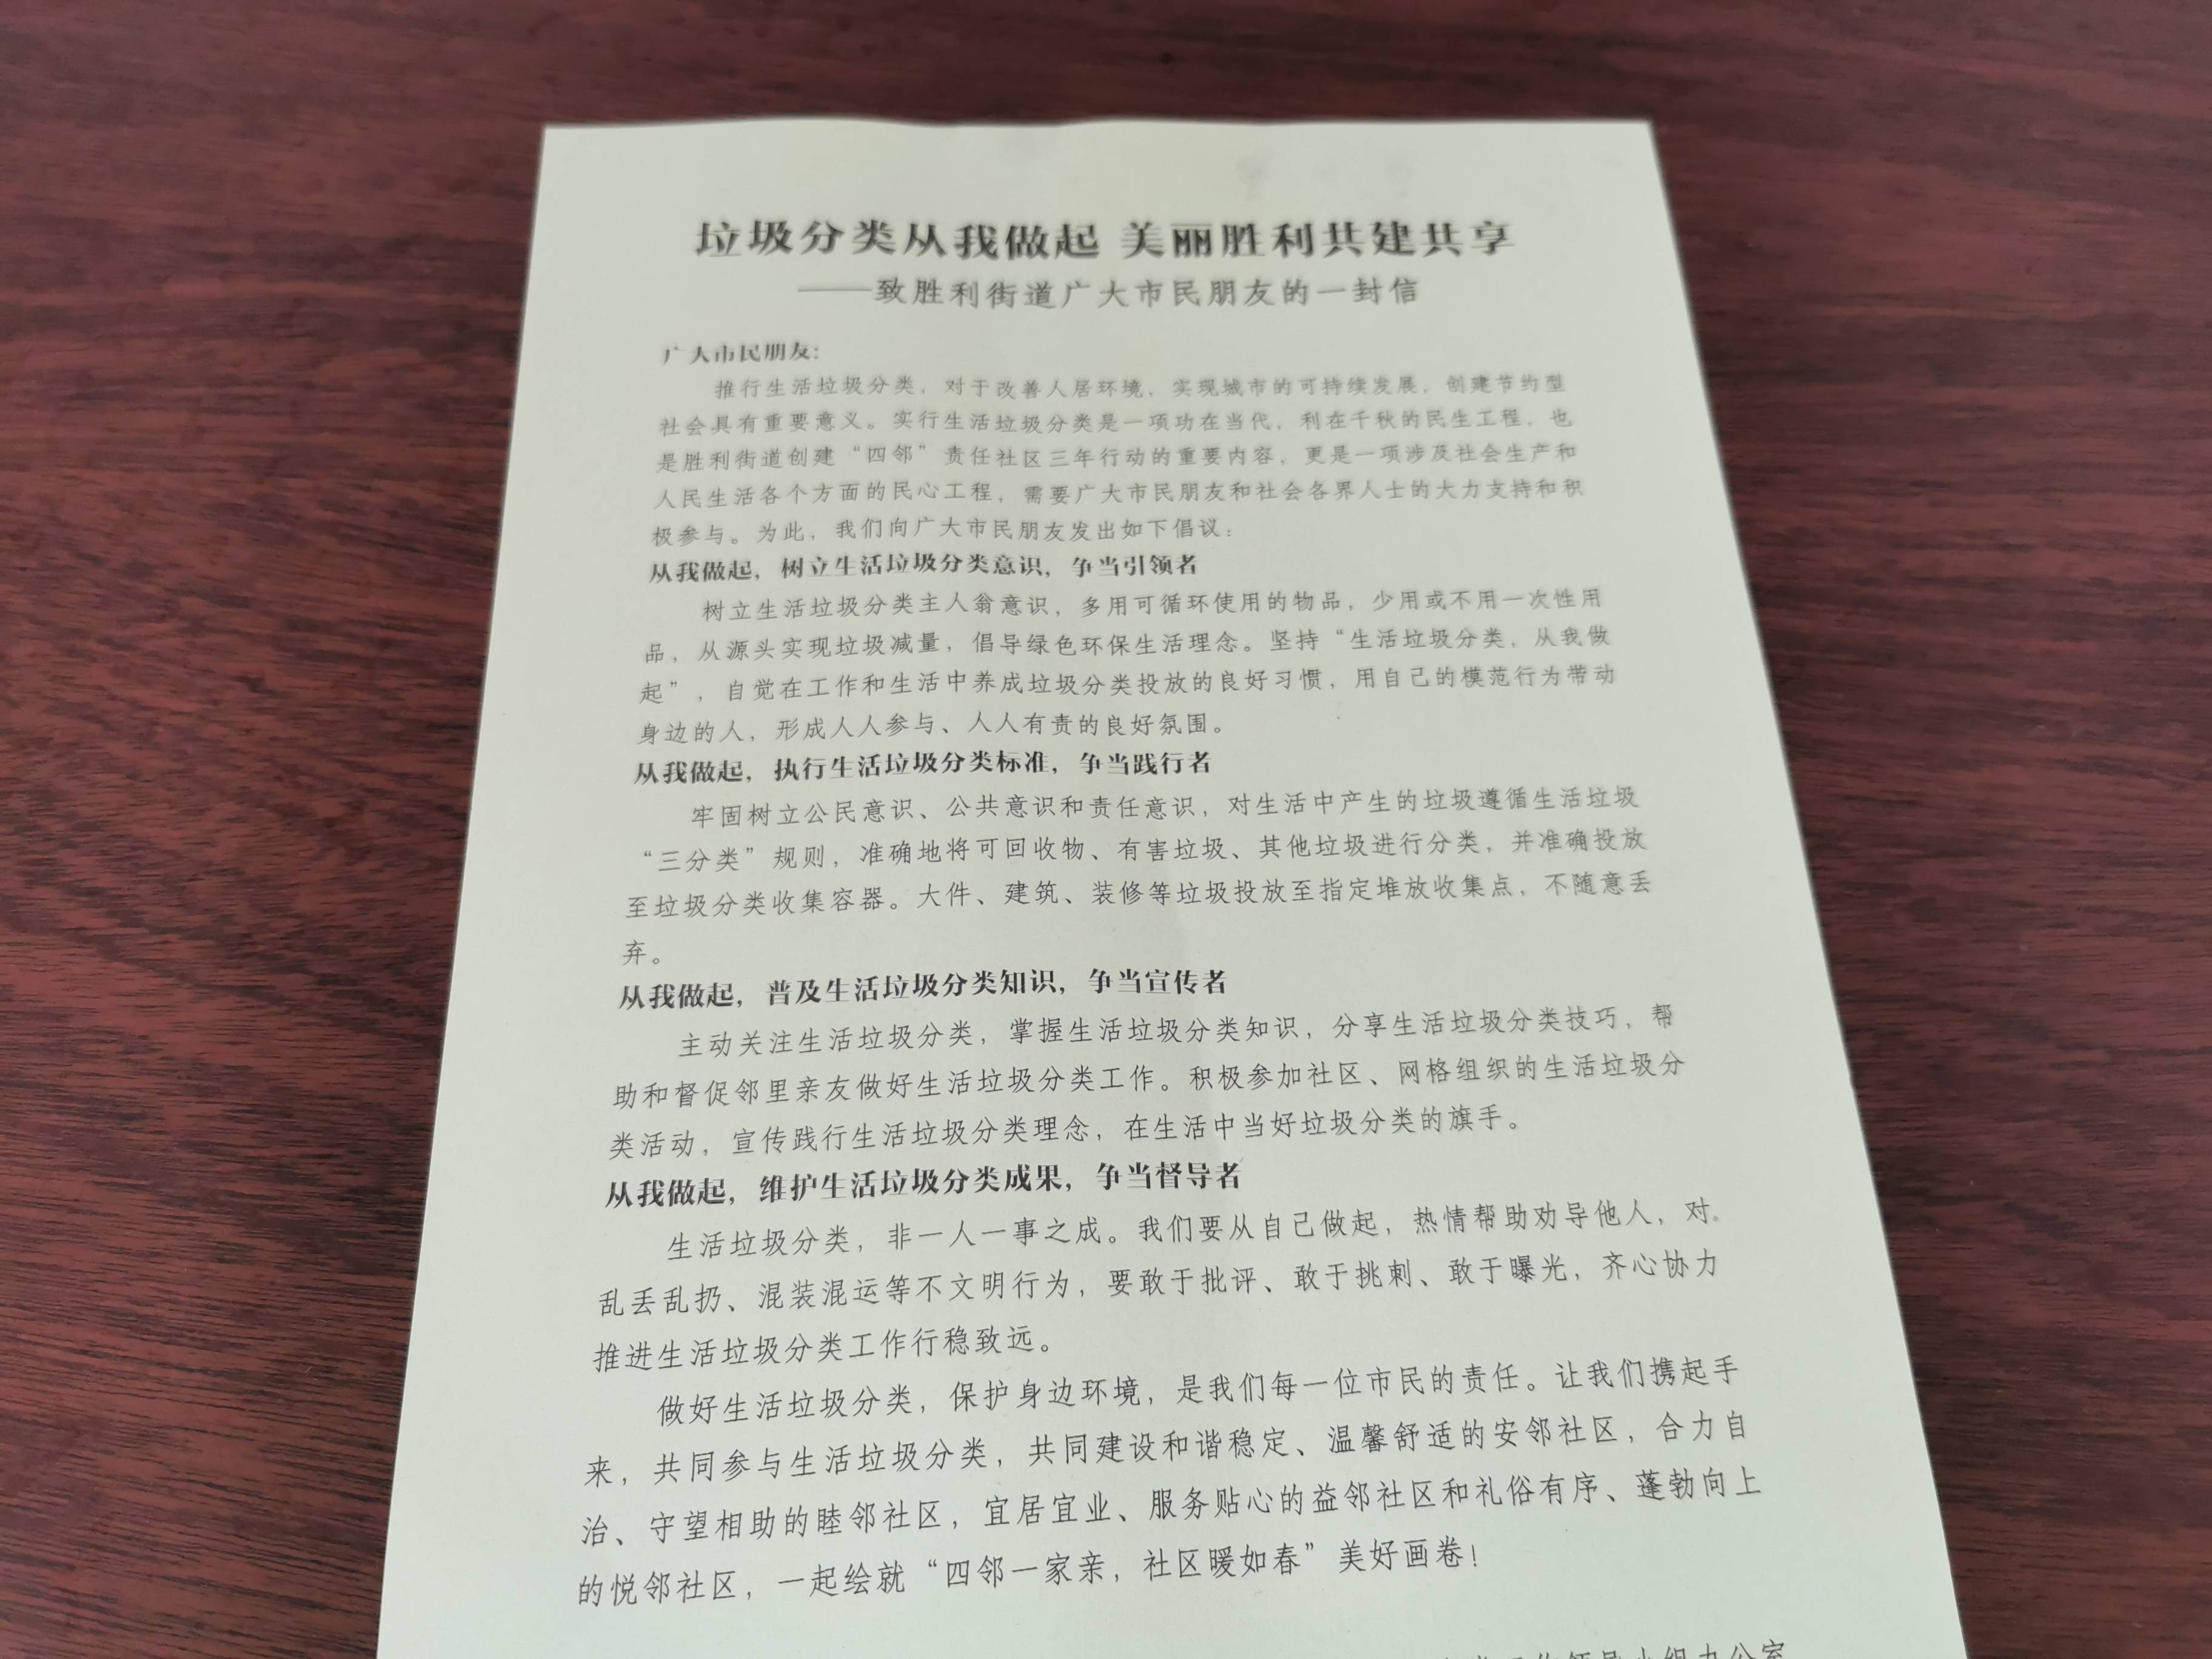 垃圾分类从我做起 美丽胜利共建共享
——致胜利街道广大市民朋友的一封信
广大市民朋友：
推行生活垃圾分类，对于改善人居环境，实现城市的可持续发展，创建节约型
社会具有重要意义。实行生活垃圾分类是一项功在当代，利在千秋的民生工程，也
是胜利街道创建“四邻”责任社区三年行动的重要内容，更是一项涉及社会生产和
人民生活各个方面的民心工程，需要广大市民朋友和社会各界人士的大力支持和积
极参与。为此，我们向广大市民朋友发出如下倡议：
从我做起，树立生活垃圾分类意识，争当引领者
树立生活垃圾分类主人翁意识，多用可循环使用的物品，少用或不用一次性用
品，从源头实现垃圾减量，倡导绿色环保生活理念。坚持“生活垃圾分类，从我做
起”，自觉在工作和生活中养成垃圾分类投放的良好习惯，用自己的模范行为带动
身边的人，形成人人参与、人人有责的良好氛围。
从我做起，执行生活垃圾分类标准，争当践行者
牢固树立公民意识、公共意识和责任意识，对生活中产生的垃圾遵循生活垃圾
“三分类”规则，准确地将可回收物、有害垃圾、其他垃圾进行分类，并准确投放
至垃圾分类收集容器。大件、建筑、装修等垃圾投放至指定堆放收集点，不随意丢
弃。
从我做起，普及生活垃圾分类知识，争当宣传者
主动关注生活垃圾分类，掌握生活垃圾分类知识，分享生活垃圾分类技巧，帮
助和督促邻里亲友做好生活垃圾分类工作。积极参加社区、网格组织的生活垃圾分
类活动，宣传践行生活垃圾分类理念，在生活中当好垃圾分类的旗手。
从我做起，维护生活垃圾分类成果，争当督导者
生活垃圾分类，非一人一事之成。我们要从自己做起，热情帮助劝导他人，对
乱丢乱扔、混装混运等不文明行为，要敢于批评、敢于挑刺、敢于曝光，齐心协力
推进生活垃圾分类工作行稳致远。
做好生活垃圾分类，保护身边环境，是我们每一位市民的责任。让我们携起手
来，共同参与生活垃圾分类，共同建设和谐稳定、温馨舒适的安邻社区，合力自
治、守望相助的睦邻社区，宜居宜业、服务贴心的益邻社区和礼俗有序、蓬勃向上
的悦邻社区，一起绘就“四邻一家亲，社区暖如春”美好画卷！
领导小组办公室